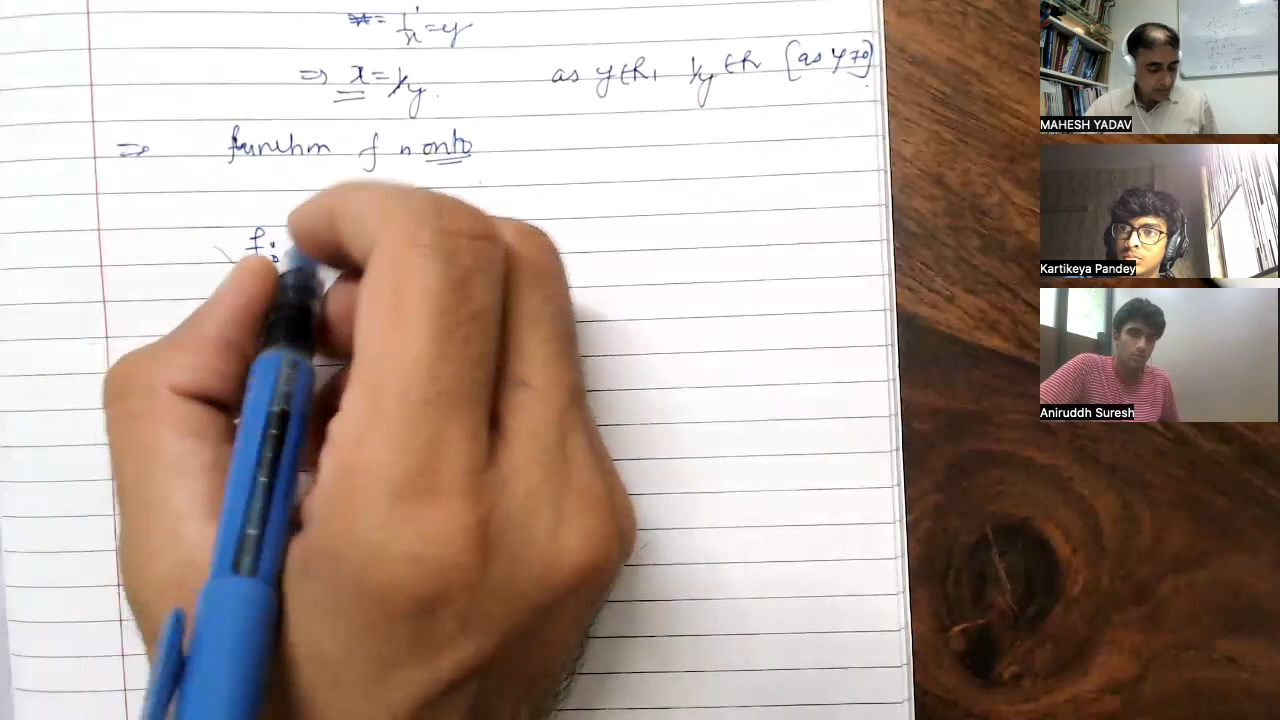 = 1/x = y
⇒ x = 1/y. as y ∈ R, 1/y ∈ R [as y ≠ 0]
⇒ function f is onto
f:
MAHESH YADAV
Kartikeya Pandey
Aniruddh Suresh